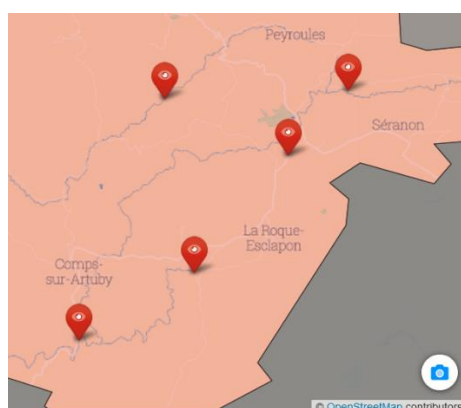 Peyroules
Séranon
La Roque-
Esclapon
Comps-
sur-Artuby
© OpenStreetMap contributors